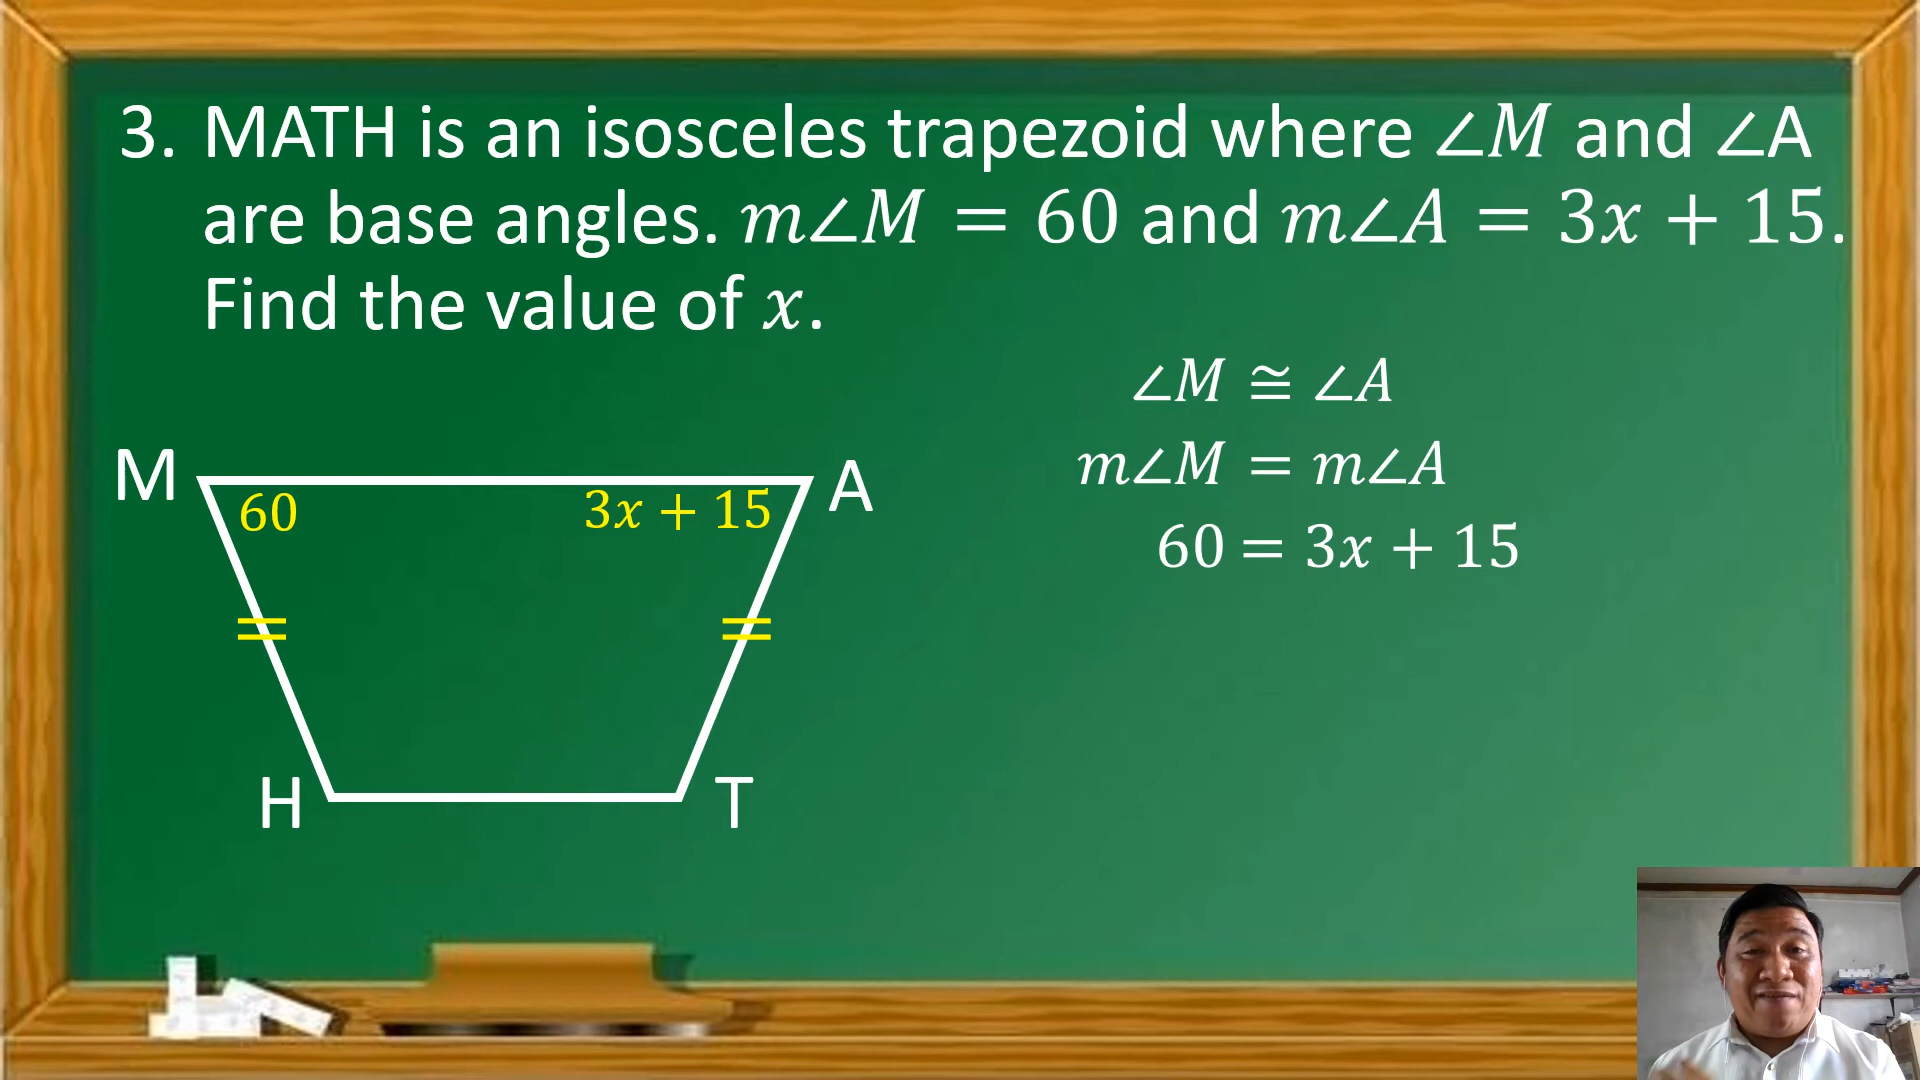 3. MATH is an isosceles trapezoid where ∠M and ∠A
are base angles. m∠M = 60 and m∠A = 3x + 15.
Find the value of x.
∠M ≅ ∠A
m∠M = m∠A
60 = 3x + 15
M
A
60
3x + 15
H
T